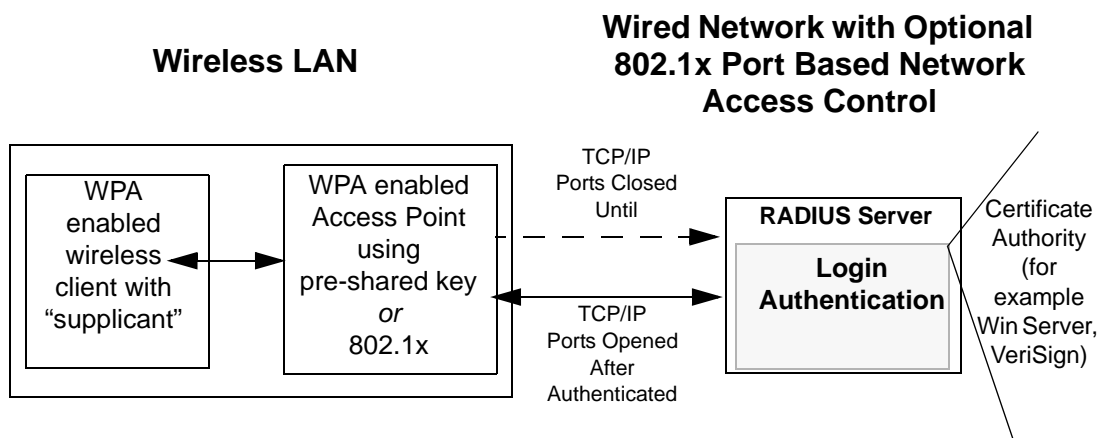 Wireless LAN
Wired Network with Optional
802.1x Port Based Network
Access Control
WPA
enabled
wireless
client with
“supplicant”
WPA enabled
Access Point
using
pre-shared key
or
802.1x
TCP/IP
Ports Closed
Until
TCP/IP
Ports Opened
After
Authenticated
RADIUS Server
Login
Authentication
Certificate
Authority
(for
example
Win Server,
VeriSign)